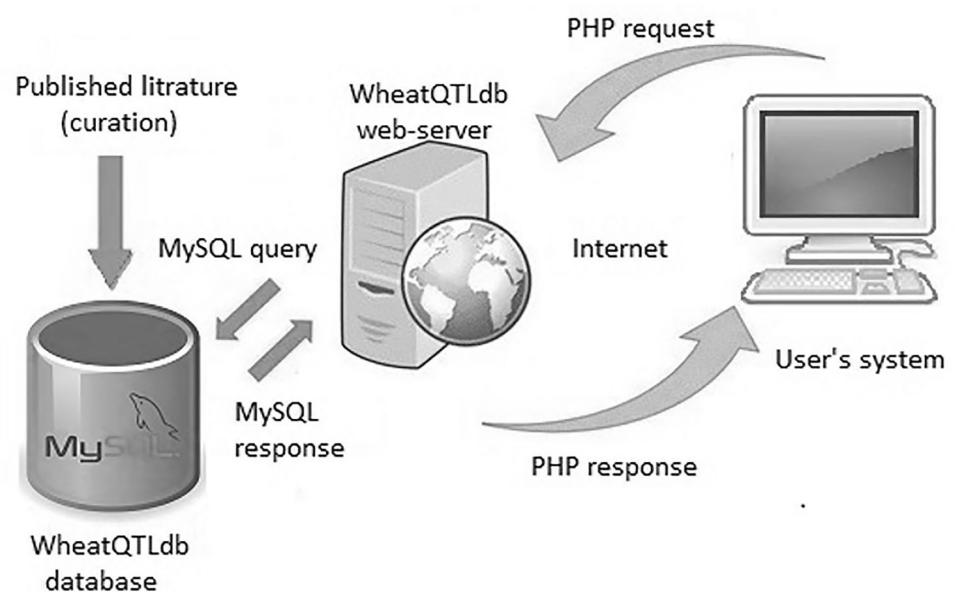 PHP request
Published litrature
(curation)
WheatQTLdb
web-server
MySQL query
Internet
User's system
MySQL
response
PHP response
MySQL
WheatQTLdb
database